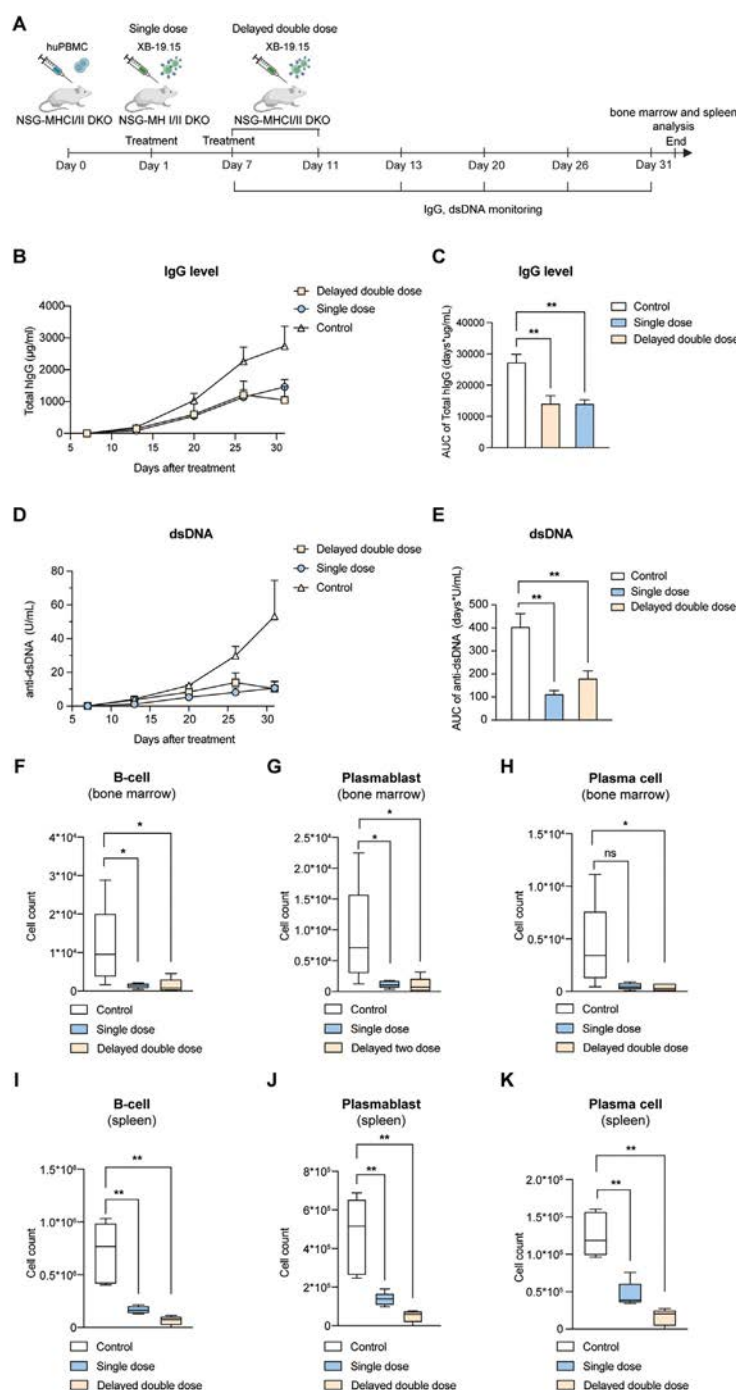 A
Single dose
Delayed double dose
huPBMC
XB-19.15
XB-19.15
NSG-MHCI/II DKO
NSG-MH I/II DKO
NSG-MHCI/II DKO
bone marrow and spleen
analysis
Treatment
Treatment
End
Day 0
Day 1
Day 7
Day 11
Day 13
Day 20
Day 26
Day 31
IgG, dsDNA monitoring
B
IgG level
Delayed double dose
Single dose
Control
Total hIgG (µg/ml)
4000
3000
2000
1000
0
5
10
15
20
25
30
Days after treatment
C
IgG level
Control
Single dose
Delayed double dose
AUC of Total hIgG (days*ug/mL)
40000
30000
20000
10000
0
**
**
D
dsDNA
Delayed double dose
Single dose
Control
anti-dsDNA (U/mL)
80
60
40
20
0
5
10
15
20
25
30
Days after treatment
E
dsDNA
Control
Single dose
Delayed double dose
AUC of anti-dsDNA (days*U/mL)
500
400
300
200
100
0
**
**
F
B-cell
(bone marrow)
Cell count
4*10⁴
3*10⁴
2*10⁴
1*10⁴
0
*
*
Control
Single dose
Delayed double dose
G
Plasmablast
(bone marrow)
Cell count
2.5*10⁴
2.0*10⁴
1.5*10⁴
1.0*10⁴
0.5*10⁴
0
*
*
Control
Single dose
Delayed two dose
H
Plasma cell
(bone marrow)
Cell count
1.5*10⁴
1.0*10⁴
0.5*10⁴
0
*
ns
Control
Single dose
Delayed double dose
I
B-cell
(spleen)
Cell count
0
**
**
Control
Single dose
Delayed double dose
J
Plasmablast
(spleen)
Cell count
8*10⁵
6*10⁵
4*10⁵
2*10⁵
0
**
**
Control
Single dose
Delayed double dose
K
Plasma cell
(spleen)
Cell count
2.0*10⁵
1.5*10⁵
1.0*10⁵
0.5*10⁵
0
**
**
Control
Single dose
Delayed double dose